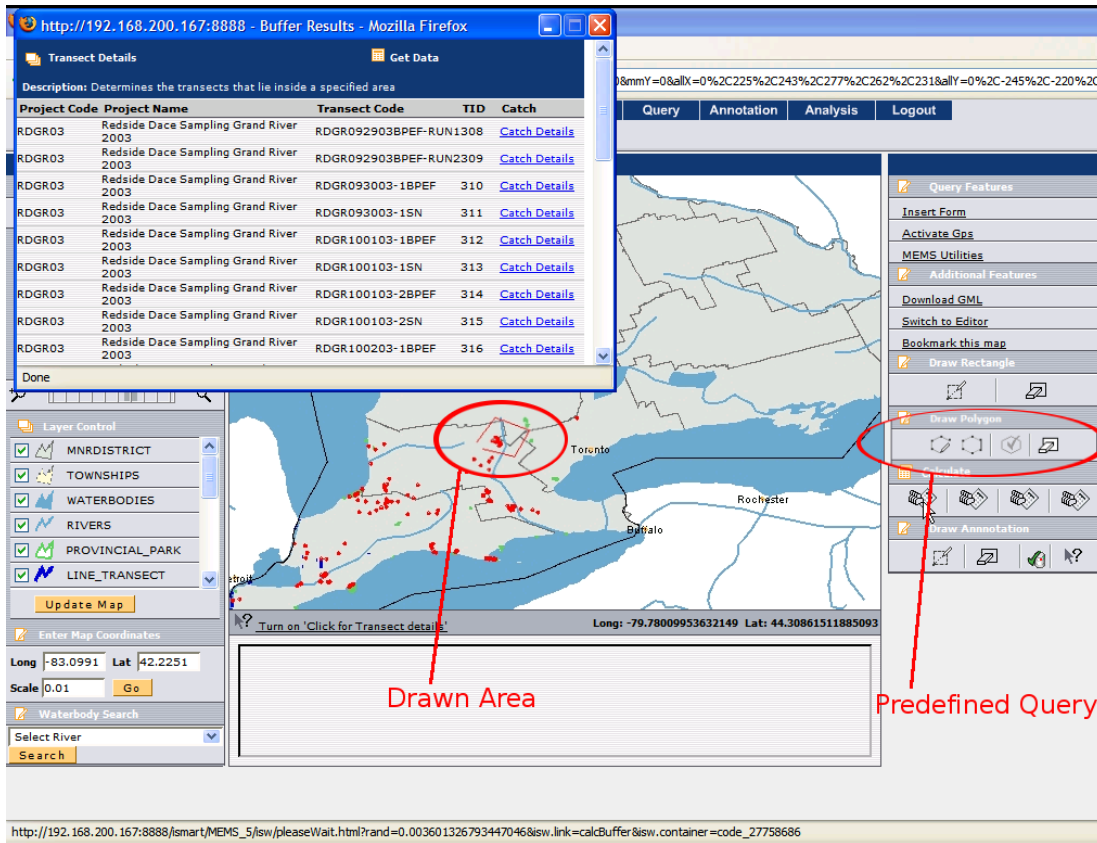 http://192.168.200.167:8888 - Buffer Results - Mozilla Firefox
Transect Details
Get Data
Description: Determines the transects that lie inside a specified area
Project Code Project Name Transect Code TID Catch
RDGR03 Redside Dace Sampling Grand River 2003 RDGR092903BPEF-RUN1308 Catch Details
RDGR03 Redside Dace Sampling Grand River 2003 RDGR092903BPEF-RUN2309 Catch Details
RDGR03 Redside Dace Sampling Grand River 2003 RDGR093003-1BPEF 310 Catch Details
RDGR03 Redside Dace Sampling Grand River 2003 RDGR093003-1SN 311 Catch Details
RDGR03 Redside Dace Sampling Grand River 2003 RDGR100103-1BPEF 312 Catch Details
RDGR03 Redside Dace Sampling Grand River 2003 RDGR100103-1SN 313 Catch Details
RDGR03 Redside Dace Sampling Grand River 2003 RDGR100103-2BPEF 314 Catch Details
RDGR03 Redside Dace Sampling Grand River 2003 RDGR100103-2SN 315 Catch Details
RDGR03 Redside Dace Sampling Grand River 2003 RDGR100203-1BPEF 316 Catch Details
Done
0&mmY=0&allX=0%2C225%2C243%2C277%2C262%2C231&allY=0%2C-245%2C-220%2C
Query Annotation Analysis Logout
Query Features
Insert Form
Activate Gps
MEMS Utilities
Additional Features
Download GML
Switch to Editor
Bookmark this map
Draw Rectangle
Draw Polygon
Calculate
Draw Annnotation
Layer Control
MNRDISTRICT
TOWNSHIPS
WATERBODIES
RIVERS
PROVINCIAL_PARK
LINE_TRANSECT
Update Map
Enter Map Coordinates
Long -83.0991 Lat 42.2251
Scale 0.01 Go
Waterbody Search
Select River
Search
Toronto
Rochester
Buffalo
etroit
Turn on 'Click for Transect details'
Long: -79.78009953632149 Lat: 44.30861511885093
Drawn Area
Predefined Query
http://192.168.200.167:8888/ismart/MEMS_5/isw/pleaseWait.html?rand=0.003601326793447046&isw.link=calcBuffer&isw.container=code_27758686